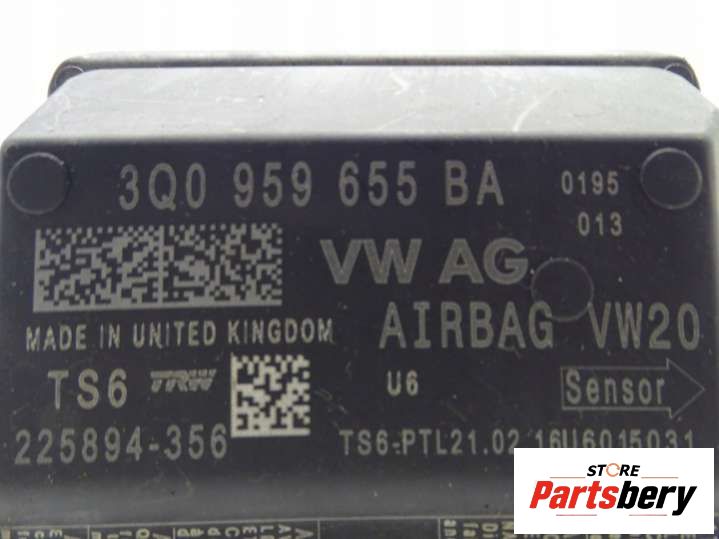 3Q0 959 655 BA 0195
013
VW AG
AIRBAG VW20
MADE IN UNITED KINGDOM
TS6 TRW U6 Sensor
225894-356 TS6-PTL21.02.16U6015031
STORE
Partsbery